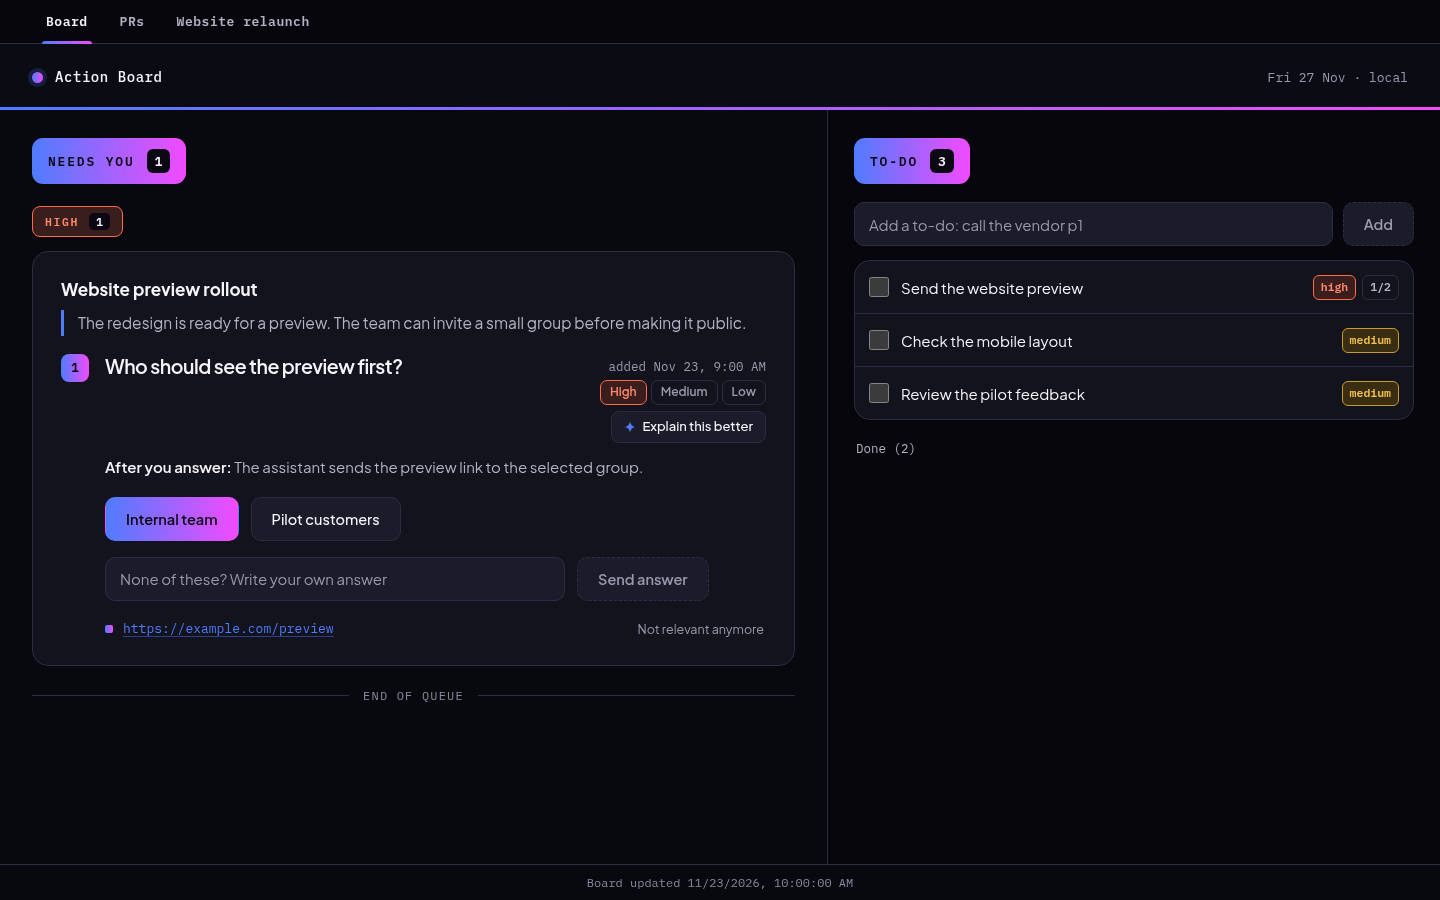 Board PRs Website relaunch
Action Board
Fri 27 Nov · local
NEEDS YOU 1
HIGH 1
Website preview rollout
The redesign is ready for a preview. The team can invite a small group before making it public.
1 Who should see the preview first?
added Nov 23, 9:00 AM
High Medium Low
✦ Explain this better
After you answer: The assistant sends the preview link to the selected group.
Internal team Pilot customers
None of these? Write your own answer Send answer
https://example.com/preview Not relevant anymore
END OF QUEUE
TO-DO 3
Add a to-do: call the vendor p1 Add
Send the website preview high 1/2
Check the mobile layout medium
Review the pilot feedback medium
Done (2)
Board updated 11/23/2026, 10:00:00 AM